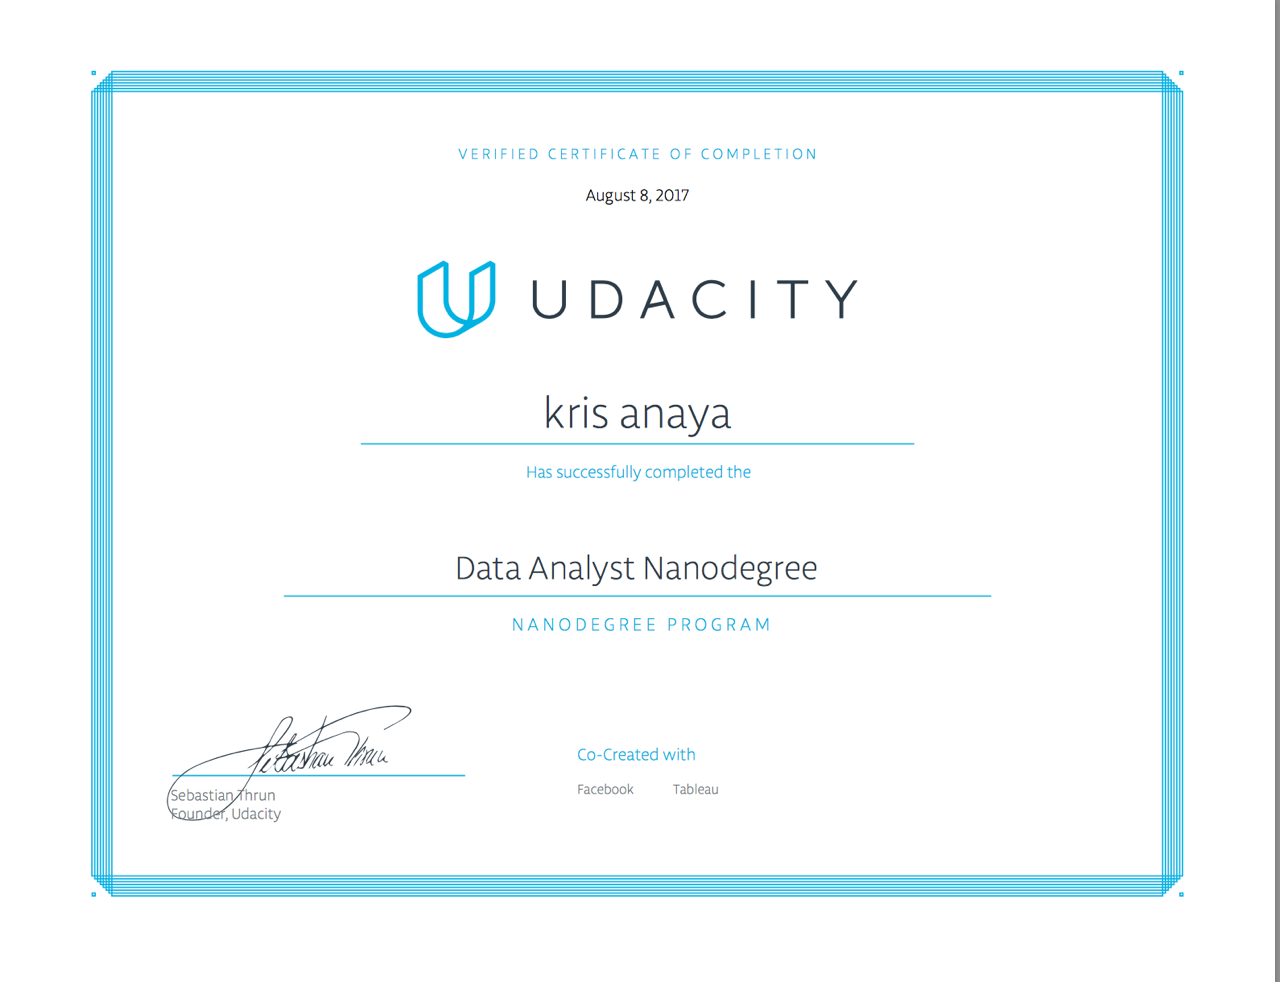 VERIFIED CERTIFICATE OF COMPLETION
August 8, 2017
UDACITY
kris anaya
Has successfully completed the
Data Analyst Nanodegree
NANODEGREE PROGRAM
Sebastian Thrun
Co-Created with
Sebastian Thrun
Founder, Udacity
Facebook Tableau